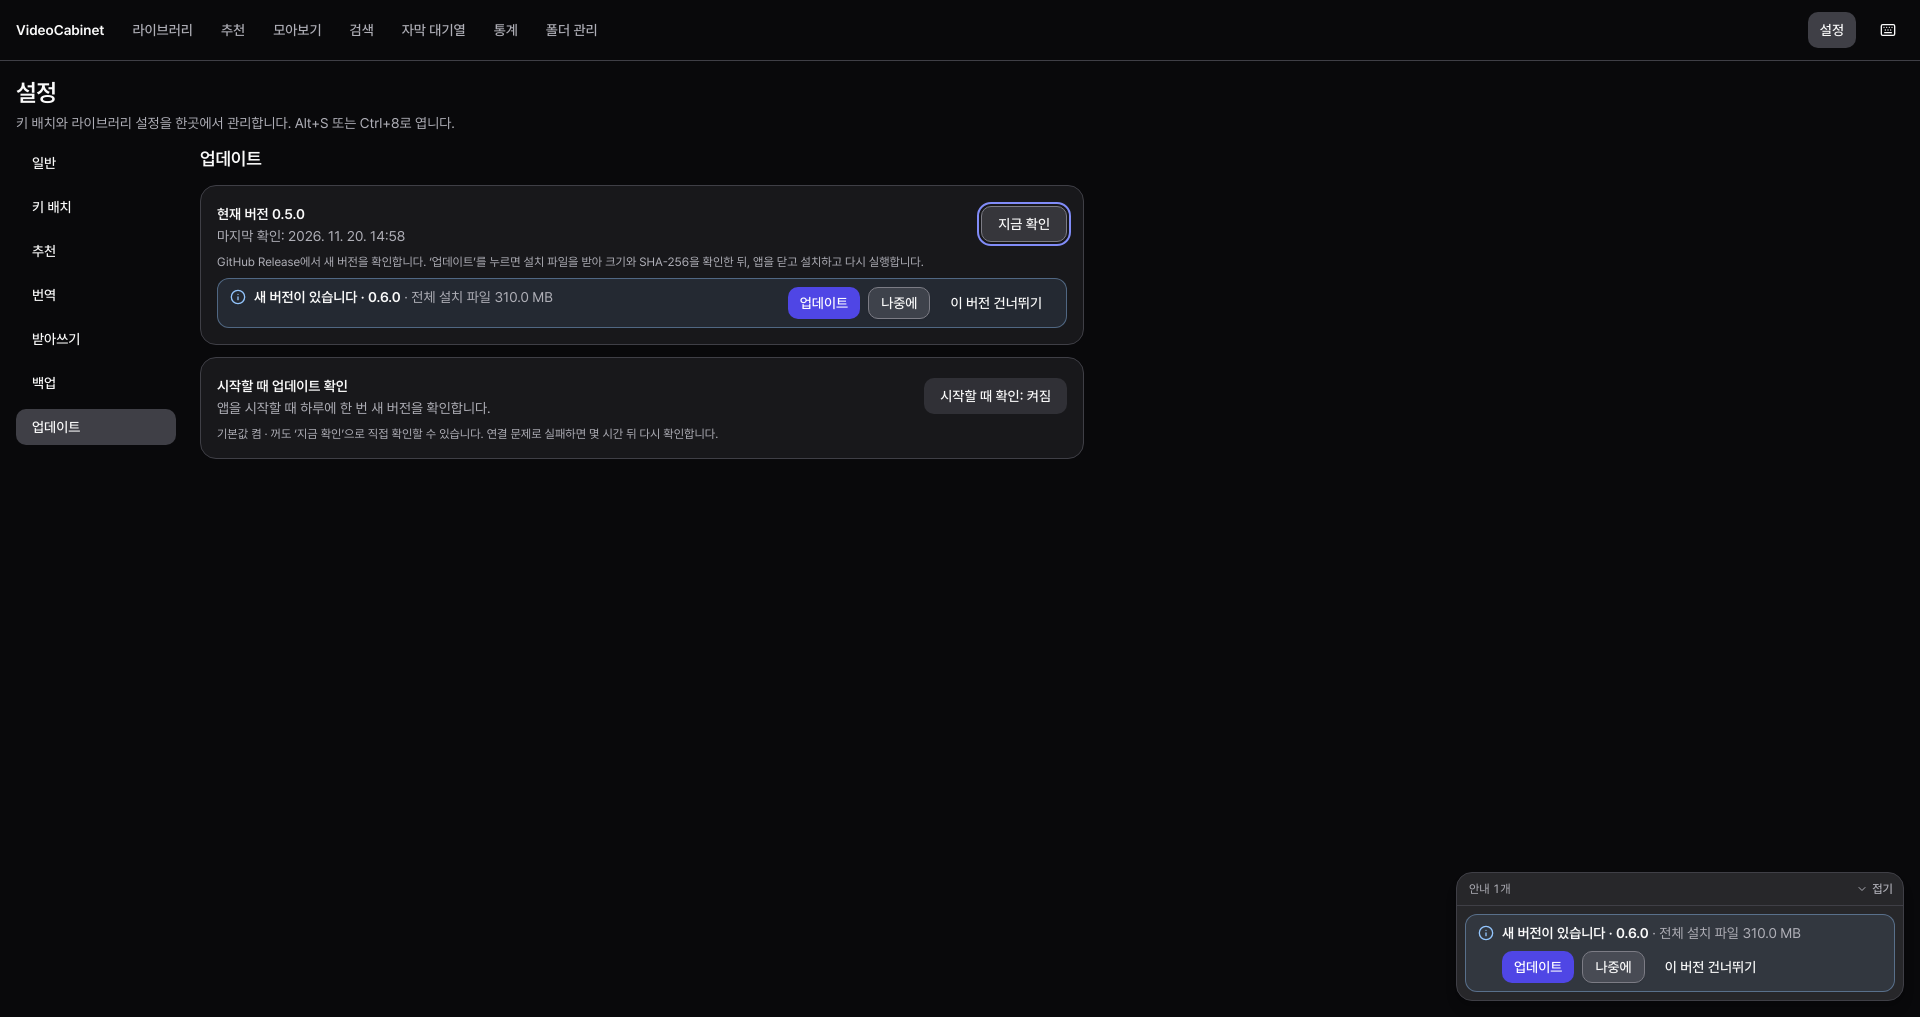 VideoCabinet 라이브러리 추천 모아보기 검색 자막 대기열 통계 폴더 관리 설정
설정
키 배치와 라이브러리 설정을 한곳에서 관리합니다. Alt+S 또는 Ctrl+8로 엽니다.
일반
키 배치
추천
번역
받아쓰기
백업
업데이트
업데이트
현재 버전 0.5.0
마지막 확인: 2026. 11. 20. 14:58
지금 확인
GitHub Release에서 새 버전을 확인합니다. ‘업데이트’를 누르면 설치 파일을 받아 크기와 SHA-256을 확인한 뒤, 앱을 닫고 설치하고 다시 실행합니다.
새 버전이 있습니다 · 0.6.0 · 전체 설치 파일 310.0 MB
업데이트 나중에 이 버전 건너뛰기
시작할 때 업데이트 확인
앱을 시작할 때 하루에 한 번 새 버전을 확인합니다.
시작할 때 확인: 켜짐
기본값 켬 · 꺼도 ‘지금 확인’으로 직접 확인할 수 있습니다. 연결 문제로 실패하면 몇 시간 뒤 다시 확인합니다.
안내 1개 접기
새 버전이 있습니다 · 0.6.0 · 전체 설치 파일 310.0 MB
업데이트 나중에 이 버전 건너뛰기